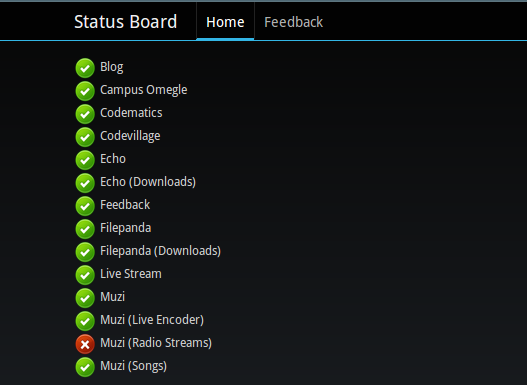 Status Board Home Feedback
Blog
Campus Omegle
Codematics
Codevillage
Echo
Echo (Downloads)
Feedback
Filepanda
Filepanda (Downloads)
Live Stream
Muzi
Muzi (Live Encoder)
Muzi (Radio Streams)
Muzi (Songs)